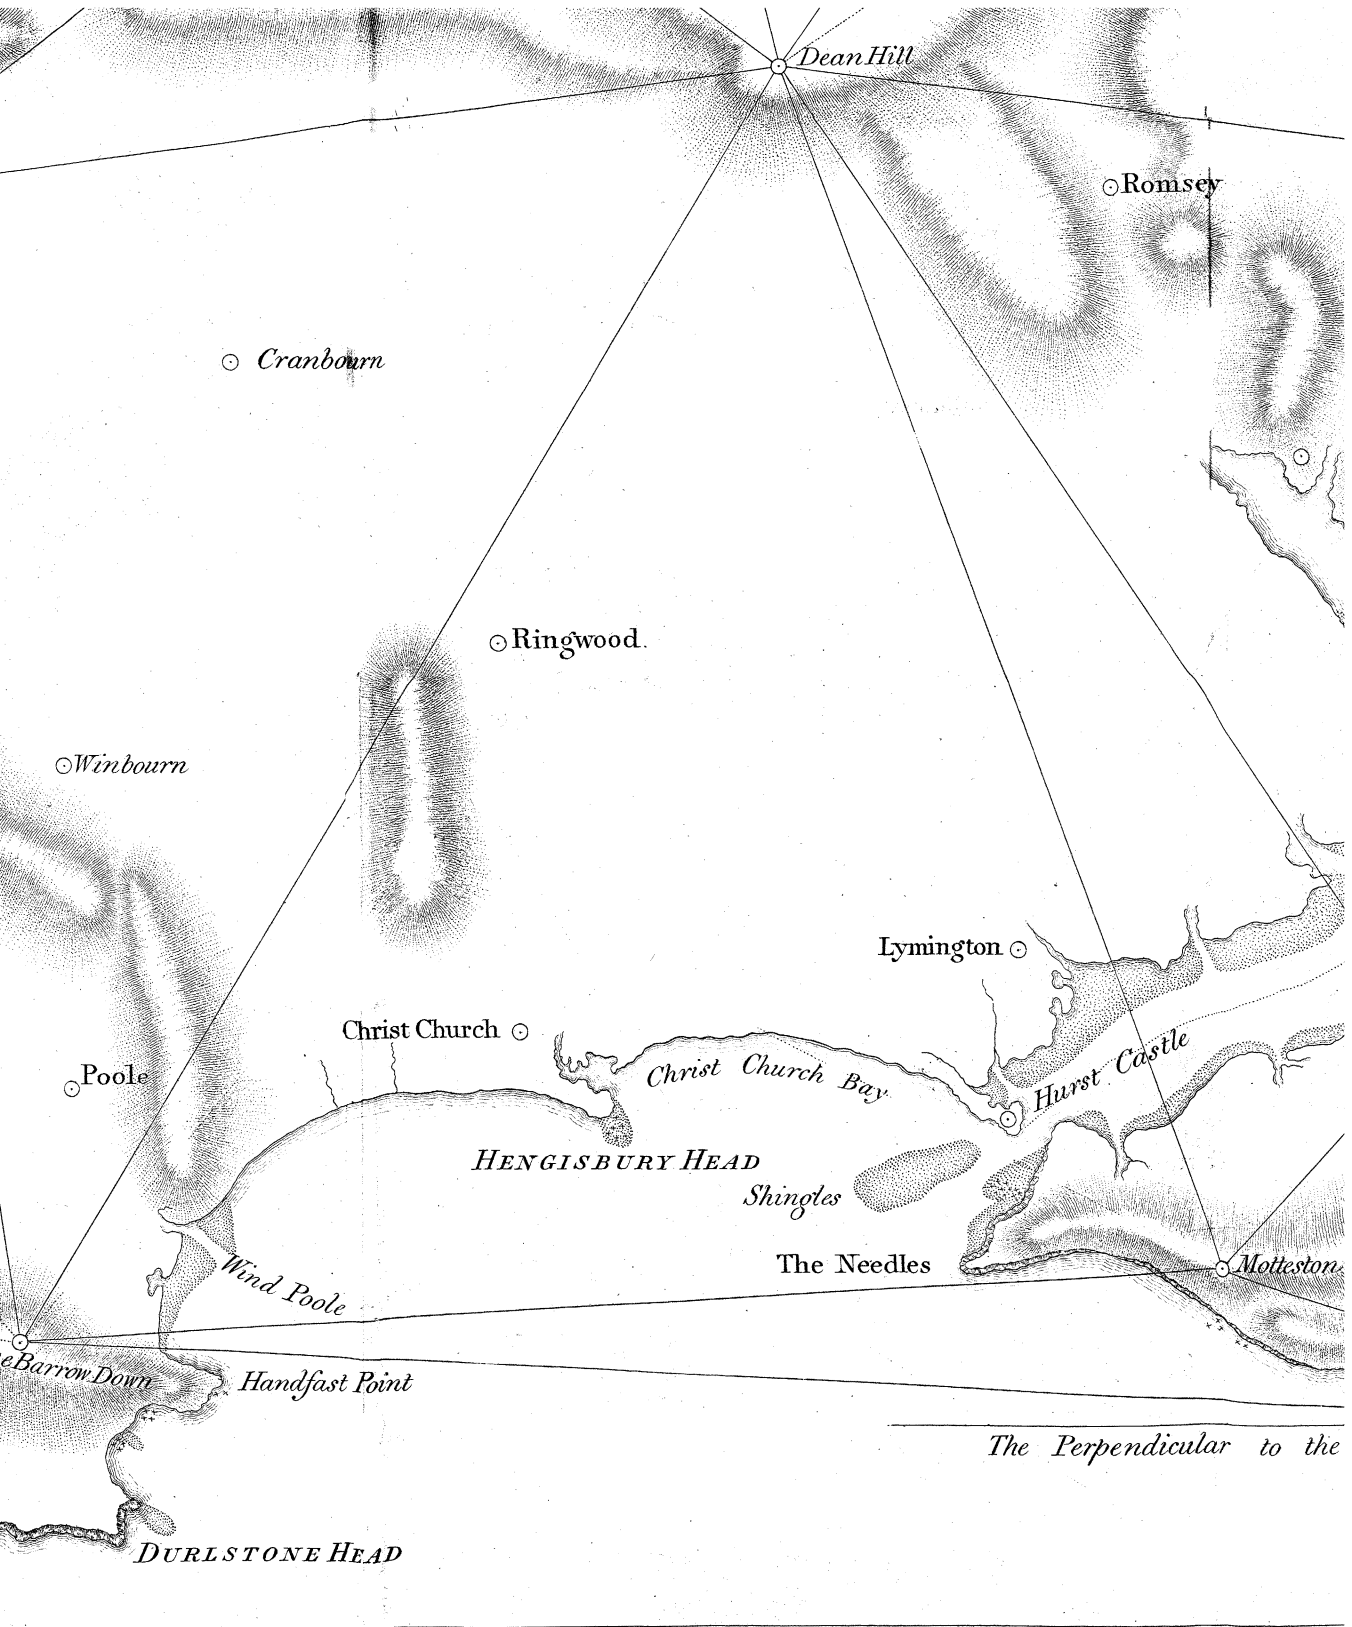 Dean Hill
Romsey
Cranbourn
Ringwood.
Winbourn
Lymington
Christ Church
Poole
Christ Church Bay
Hurst Castle
HENGISBURY HEAD
Shingles
The Needles
Motteston
Wind Poole
eBarrow Down
Handfast Point
The Perpendicular to the
DURLSTONE HEAD